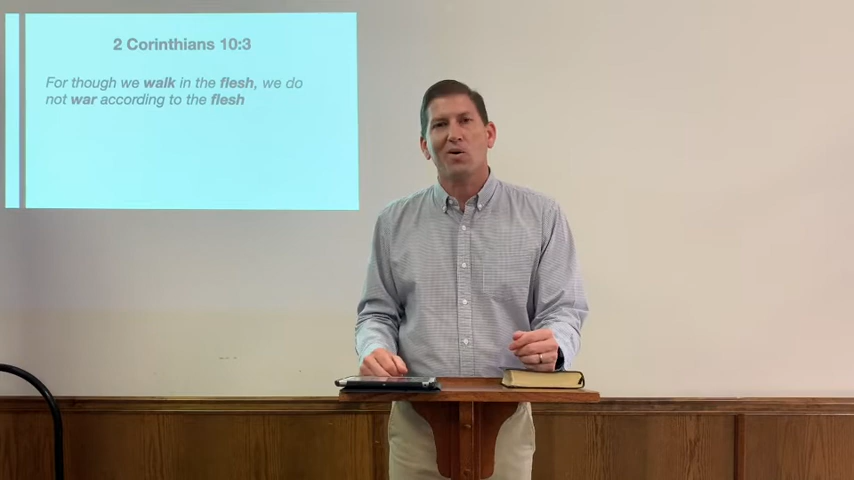 2 Corinthians 10:3
For though we walk in the flesh, we do
not war according to the flesh